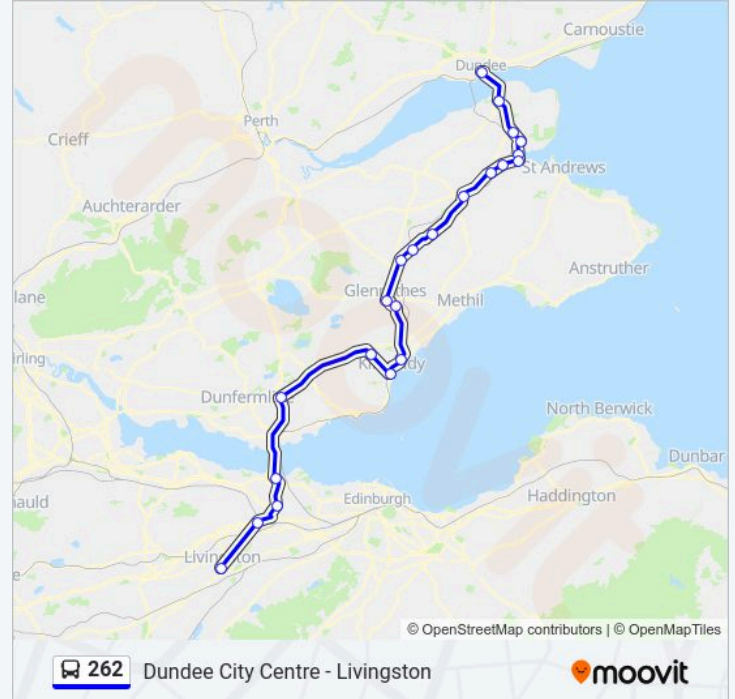 Carnoustie
Dundee
Perth
Crieff
St Andrews
Auchterarder
Anstruther
lane
Glenrothes
Methil
irling
Kirkcaldy
Dunfermline
North Berwick
Dunbar
auld
Edinburgh
Haddington
Livingston
e
© OpenStreetMap contributors | © OpenMapTiles
262 Dundee City Centre - Livingston
moovit